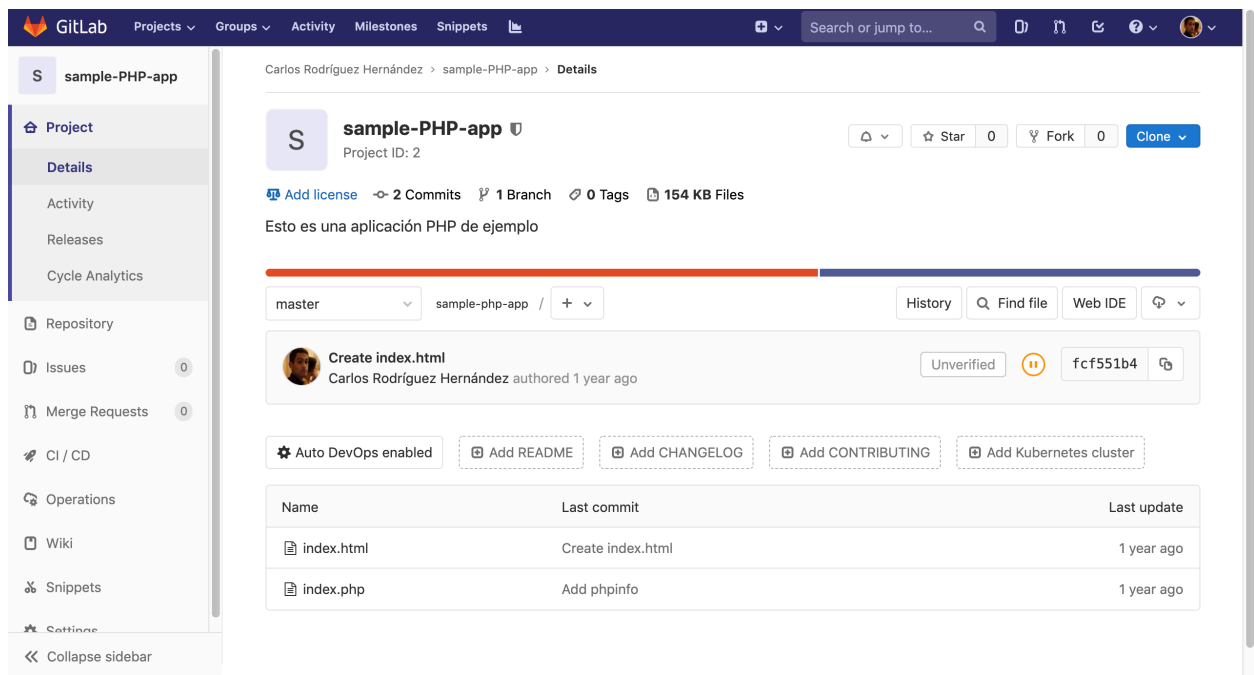 GitLab Projects Groups Activity Milestones Snippets Search or jump to...
S sample-PHP-app
Project
Details
Activity
Releases
Cycle Analytics
Repository
Issues 0
Merge Requests 0
CI / CD
Operations
Wiki
Snippets
Settings
Collapse sidebar
Carlos Rodríguez Hernández › sample-PHP-app › Details
S
sample-PHP-app
Project ID: 2
Star 0 Fork 0 Clone
Add license 2 Commits 1 Branch 0 Tags 154 KB Files
Esto es una aplicación PHP de ejemplo
master sample-php-app / + History Find file Web IDE
Create index.html
Carlos Rodríguez Hernández authored 1 year ago
Unverified fcf551b4
Auto DevOps enabled Add README Add CHANGELOG Add CONTRIBUTING Add Kubernetes cluster
Name Last commit Last update
index.html Create index.html 1 year ago
index.php Add phpinfo 1 year ago